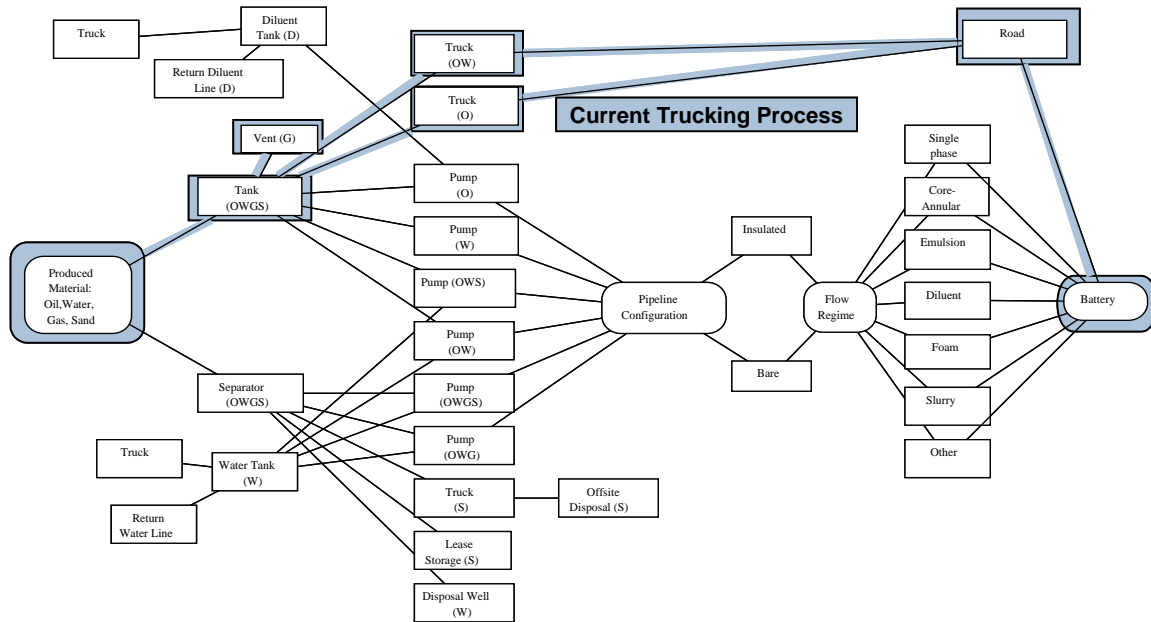 Truck
Diluent
Tank (D)
Return Diluent
Line (D)
Truck
(OW)
Road
Truck
(O)
Current Trucking Process
Vent (G)
Tank
(OWGS)
Pump
(O)
Pump
(W)
Pump (OWS)
Pump
(OW)
Pump
(OWGS)
Pump
(OWG)
Truck
(S)
Offsite
Disposal (S)
Lease
Storage (S)
Disposal Well
(W)
Produced
Material:
Oil,Water,
Gas, Sand
Separator
(OWGS)
Truck
Water Tank
(W)
Return
Water Line
Pipeline
Configuration
Insulated
Bare
Flow
Regime
Single
phase
Core-
Annular
Emulsion
Diluent
Foam
Slurry
Other
Battery